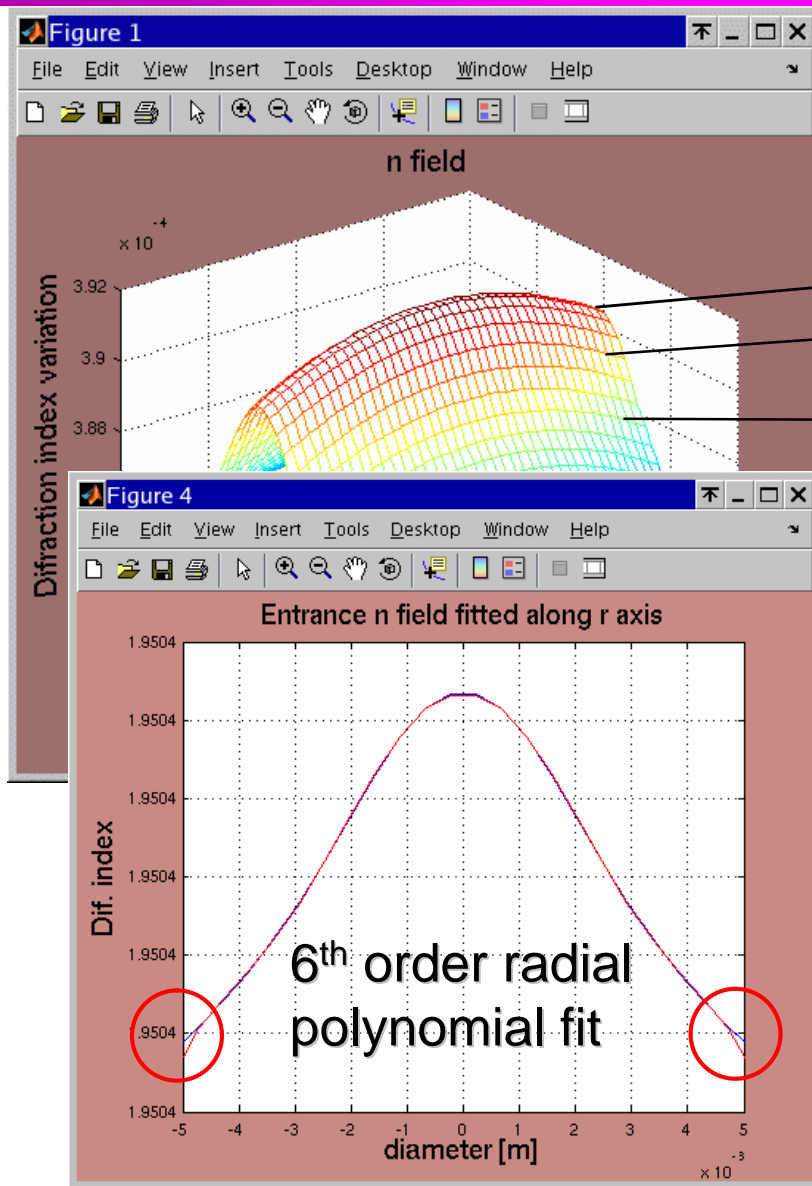 Figure 1
File Edit View Insert Tools Desktop Window Help
n field
x 10
-4
3.92
3.9
3.88
Difraction index variation
Figure 4
File Edit View Insert Tools Desktop Window Help
Entrance n field fitted along r axis
1.9504
1.9504
1.9504
1.9504
1.9504
1.9504
1.9504
Dif. index
6th order radial
polynomial fit
-5 -4 -3 -2 -1 0 1 2 3 4 5
diameter [m]
-3
x 10